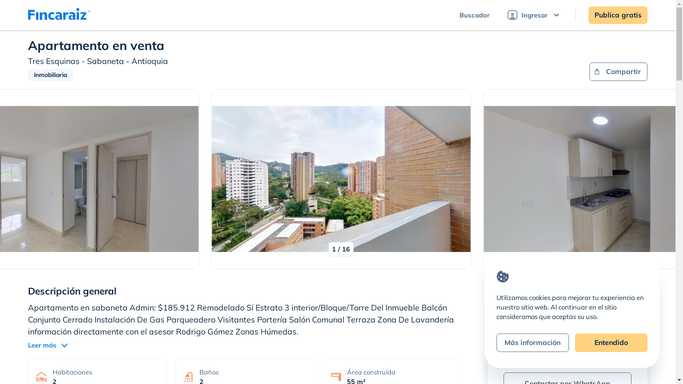 Fincaraiz
Buscador
Ingresar
Publica gratis
Apartamento en venta
Tres Esquinas - Sabaneta - Antioquia
Inmobiliaria
Compartir
1 / 16
Descripción general
Apartamento en sabaneta Admin: $185.912 Remodelado Sí Estrato 3 interior/Bloque/Torre Del Inmueble Balcón
Conjunto Cerrado Instalación De Gas Parqueadero Visitantes Portería Salón Comunal Terraza Zona De Lavandería
información directamente con el asesor Rodrigo Gómez Zonas Húmedas.
Leer más
Habitaciones
2
Baños
2
Área construida
55 m²
Utilizamos cookies para mejorar tu experiencia en
nuestro sitio web. Al continuar en el sitio
consideramos que aceptas su uso.
Más información
Entendido
Contactar por WhatsApp